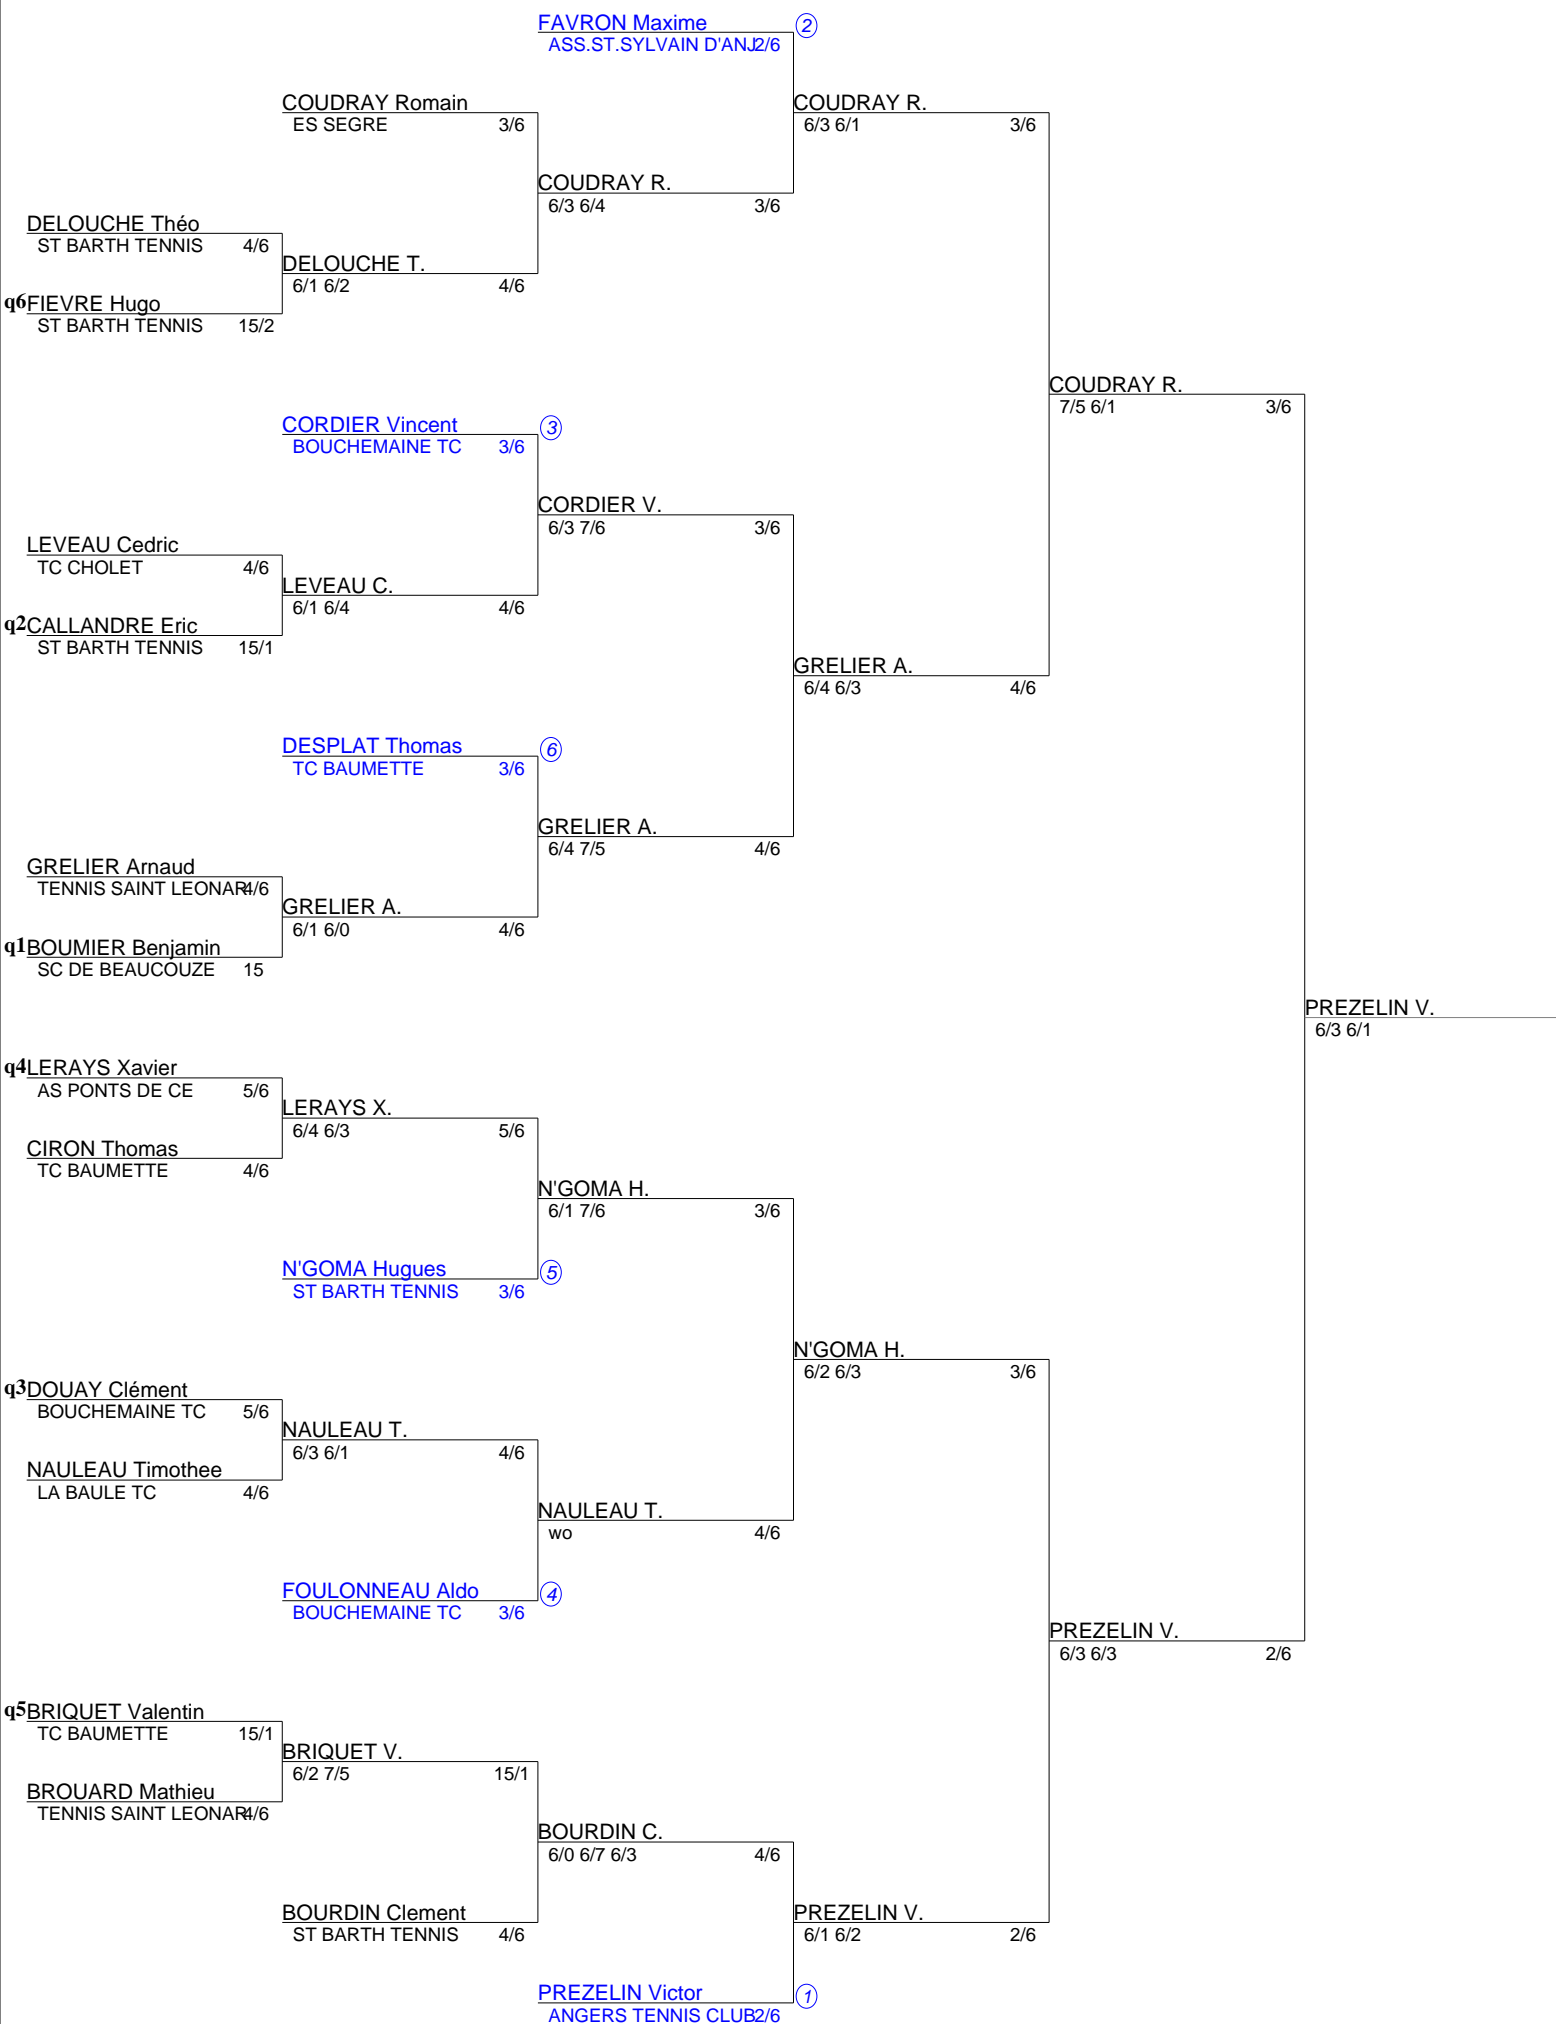 FAVRON Maxime 2
ASS.ST.SYLVAIN D'ANJ2/6
COUDRAY Romain COUDRAY R.
ES SEGRE 3/6 6/3 6/1 3/6
COUDRAY R.
6/3 6/4 3/6
DELOUCHE Théo
ST BARTH TENNIS 4/6
DELOUCHE T.
6/1 6/2 4/6
q6FIEVRE Hugo
ST BARTH TENNIS 15/2
COUDRAY R.
7/5 6/1 3/6
CORDIER Vincent 3
BOUCHEMAINE TC 3/6
CORDIER V.
6/3 7/6 3/6
LEVEAU Cedric
TC CHOLET 4/6
LEVEAU C.
6/1 6/4 4/6
q2CALLANDRE Eric
ST BARTH TENNIS 15/1
GRELIER A.
6/4 6/3 4/6
DESPLAT Thomas 6
TC BAUMETTE 3/6
GRELIER A.
6/4 7/5 4/6
GRELIER Arnaud
TENNIS SAINT LEONAR4/6
GRELIER A.
6/1 6/0 4/6
q1BOUMIER Benjamin
SC DE BEAUCOUZE 15
PREZELIN V.
6/3 6/1
q4LERAYS Xavier
AS PONTS DE CE 5/6
LERAYS X.
6/4 6/3 5/6
CIRON Thomas
TC BAUMETTE 4/6
N'GOMA H.
6/1 7/6 3/6
N'GOMA Hugues 5
ST BARTH TENNIS 3/6
N'GOMA H.
6/2 6/3 3/6
q3DOUAY Clément
BOUCHEMAINE TC 5/6
NAULEAU T.
6/3 6/1 4/6
NAULEAU Timothee
LA BAULE TC 4/6
NAULEAU T.
wo 4/6
FOULONNEAU Aldo 4
BOUCHEMAINE TC 3/6
PREZELIN V.
6/3 6/3 2/6
q5BRIQUET Valentin
TC BAUMETTE 15/1
BRIQUET V.
6/2 7/5 15/1
BROUARD Mathieu
TENNIS SAINT LEONAR4/6
BOURDIN C.
6/0 6/7 6/3 4/6
BOURDIN Clement PREZELIN V.
ST BARTH TENNIS 4/6 6/1 6/2 2/6
PREZELIN Victor 1
ANGERS TENNIS CLUB2/6